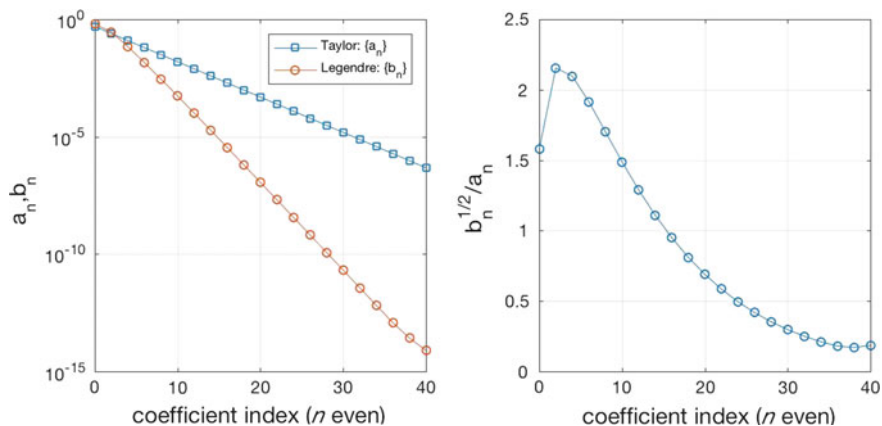 10^0
10^-5
10^-10
10^-15
a_n,b_n
0 10 20 30 40
coefficient index (n even)
Taylor: {a_n}
Legendre: {b_n}
2.5
2
1.5
1
0.5
0
b_n^1/2/a_n
0 10 20 30 40
coefficient index (n even)